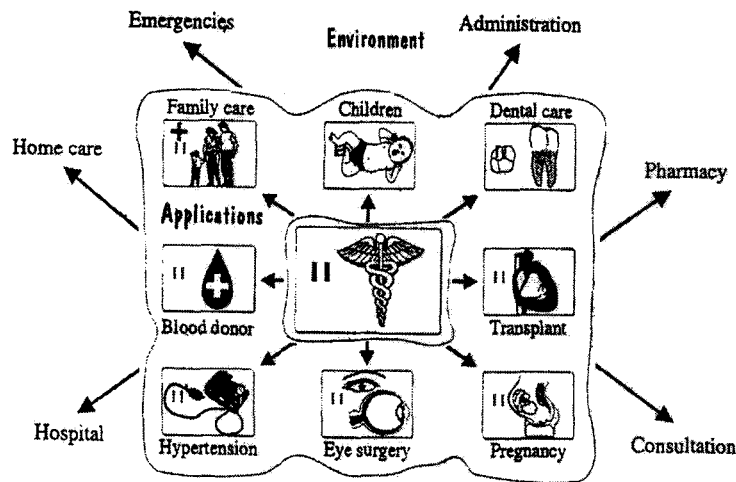 Emergencies
Environment
Administration
Family care
Children
Dental care
Home care
Pharmacy
Applications
Blood donor
Transplant
Hospital
Hypertension
Eye surgery
Pregnancy
Consultation